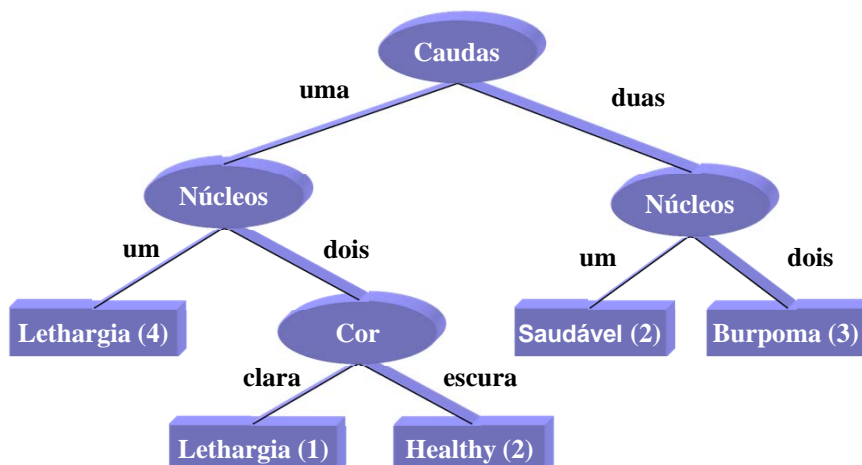 Caudas
uma
duas
Núcleos
Núcleos
um
dois
um
dois
Lethargia (4)
Cor
Saudável (2)
Burpoma (3)
clara
escura
Lethargia (1)
Healthy (2)